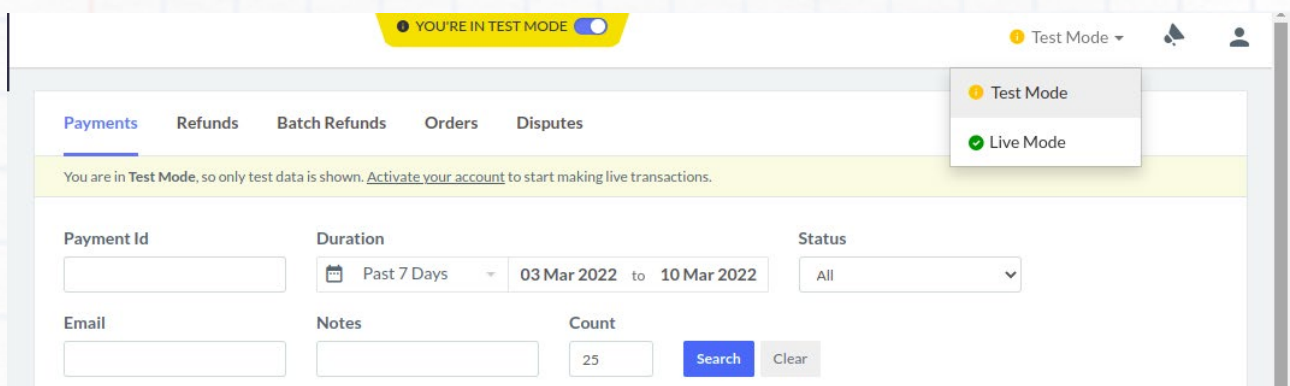 YOU'RE IN TEST MODE
Test Mode
Test Mode
Live Mode
Payments Refunds Batch Refunds Orders Disputes
You are in Test Mode, so only test data is shown. Activate your account to start making live transactions.
Payment Id Duration Status
Past 7 Days 03 Mar 2022 to 10 Mar 2022 All
Email Notes Count
25 Search Clear